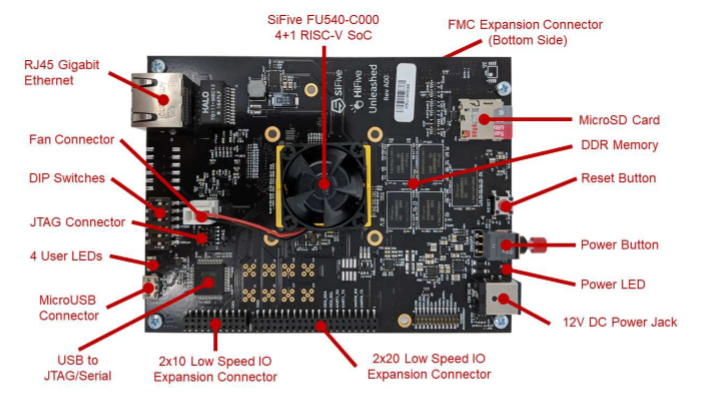 SiFive FU540-C000
4+1 RISC-V SoC
FMC Expansion Connector
(Bottom Side)
RJ45 Gigabit
Ethernet
HALO
SiFive
HiFive
Unleashed
Rev A00
MicroSD Card
Fan Connector
DDR Memory
DIP Switches
Reset Button
JTAG Connector
4 User LEDs
Power Button
MicroUSB
Connector
Power LED
12V DC Power Jack
USB to
JTAG/Serial
2x10 Low Speed IO
Expansion Connector
2x20 Low Speed IO
Expansion Connector